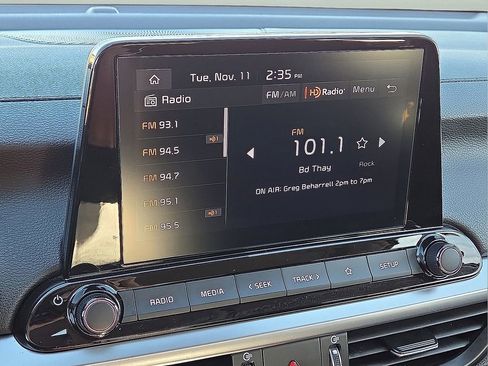 Tue, Nov. 11 2:35 PM
Radio FM/AM HD Radio Menu
FM 93.1
FM 94.5
FM 94.7
FM 95.1
FM 95.5
FM
101.1
Bd Thay
Rock
ON AIR: Greg Beharrell 2pm to 7pm
RADIO MEDIA < SEEK TRACK > SETUP